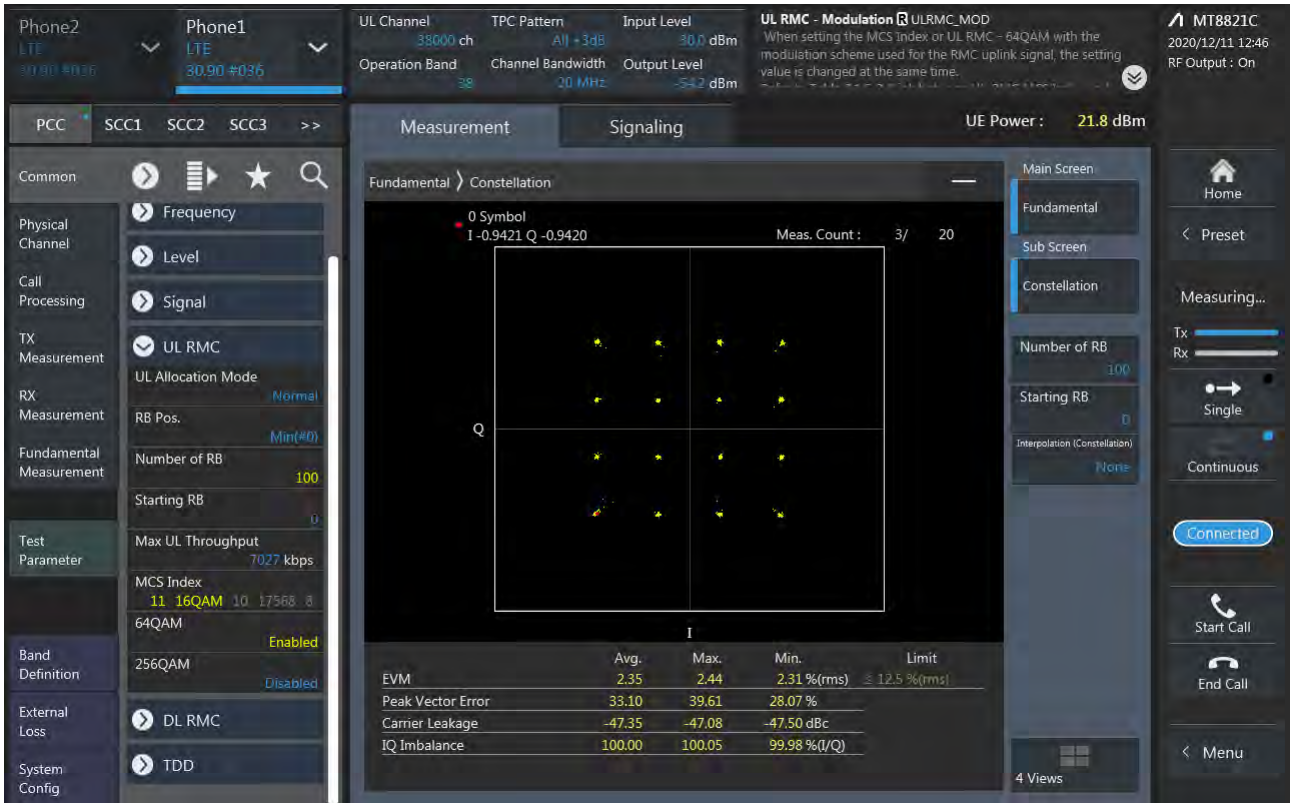 Phone2
LTE
30.90 #036
Phone1
LTE
30.90 #036
UL Channel
38000 ch
TPC Pattern
All +3dB
Input Level
30.0 dBm
Operation Band
38
Channel Bandwidth
20 MHz
Output Level
-54.2 dBm
UL RMC - Modulation R ULRMC_MOD
When setting the MCS Index or UL RMC - 64QAM with the
modulation scheme used for the RMC uplink signal, the setting
value is changed at the same time.
MT8821C
2020/12/11 12:46
RF Output : On
PCC SCC1 SCC2 SCC3 >>
Measurement
Signaling
UE Power : 21.8 dBm
Common
Physical
Channel
Call
Processing
TX
Measurement
RX
Measurement
Fundamental
Measurement
Test
Parameter
Band
Definition
External
Loss
System
Config
Frequency
Level
Signal
UL RMC
UL Allocation Mode
Normal
RB Pos.
Min(#0)
Number of RB
100
Starting RB
0
Max UL Throughput
7027 kbps
MCS Index
11 16QAM 10 17568 8
64QAM
Enabled
256QAM
Disabled
DL RMC
TDD
Fundamental > Constellation
0 Symbol
I -0.9421 Q -0.9420
Meas. Count : 3/ 20
Q
I
Avg. Max. Min. Limit
EVM 2.35 2.44 2.31 %(rms) ≤ 12.5 %(rms)
Peak Vector Error 33.10 39.61 28.07 %
Carrier Leakage -47.35 -47.08 -47.50 dBc
IQ Imbalance 100.00 100.05 99.98 %(I/Q)
Main Screen
Fundamental
Sub Screen
Constellation
Number of RB
100
Starting RB
0
Interpolation (Constellation)
None
4 Views
Home
< Preset
Measuring...
Tx
Rx
Single
Continuous
Connected
Start Call
End Call
< Menu